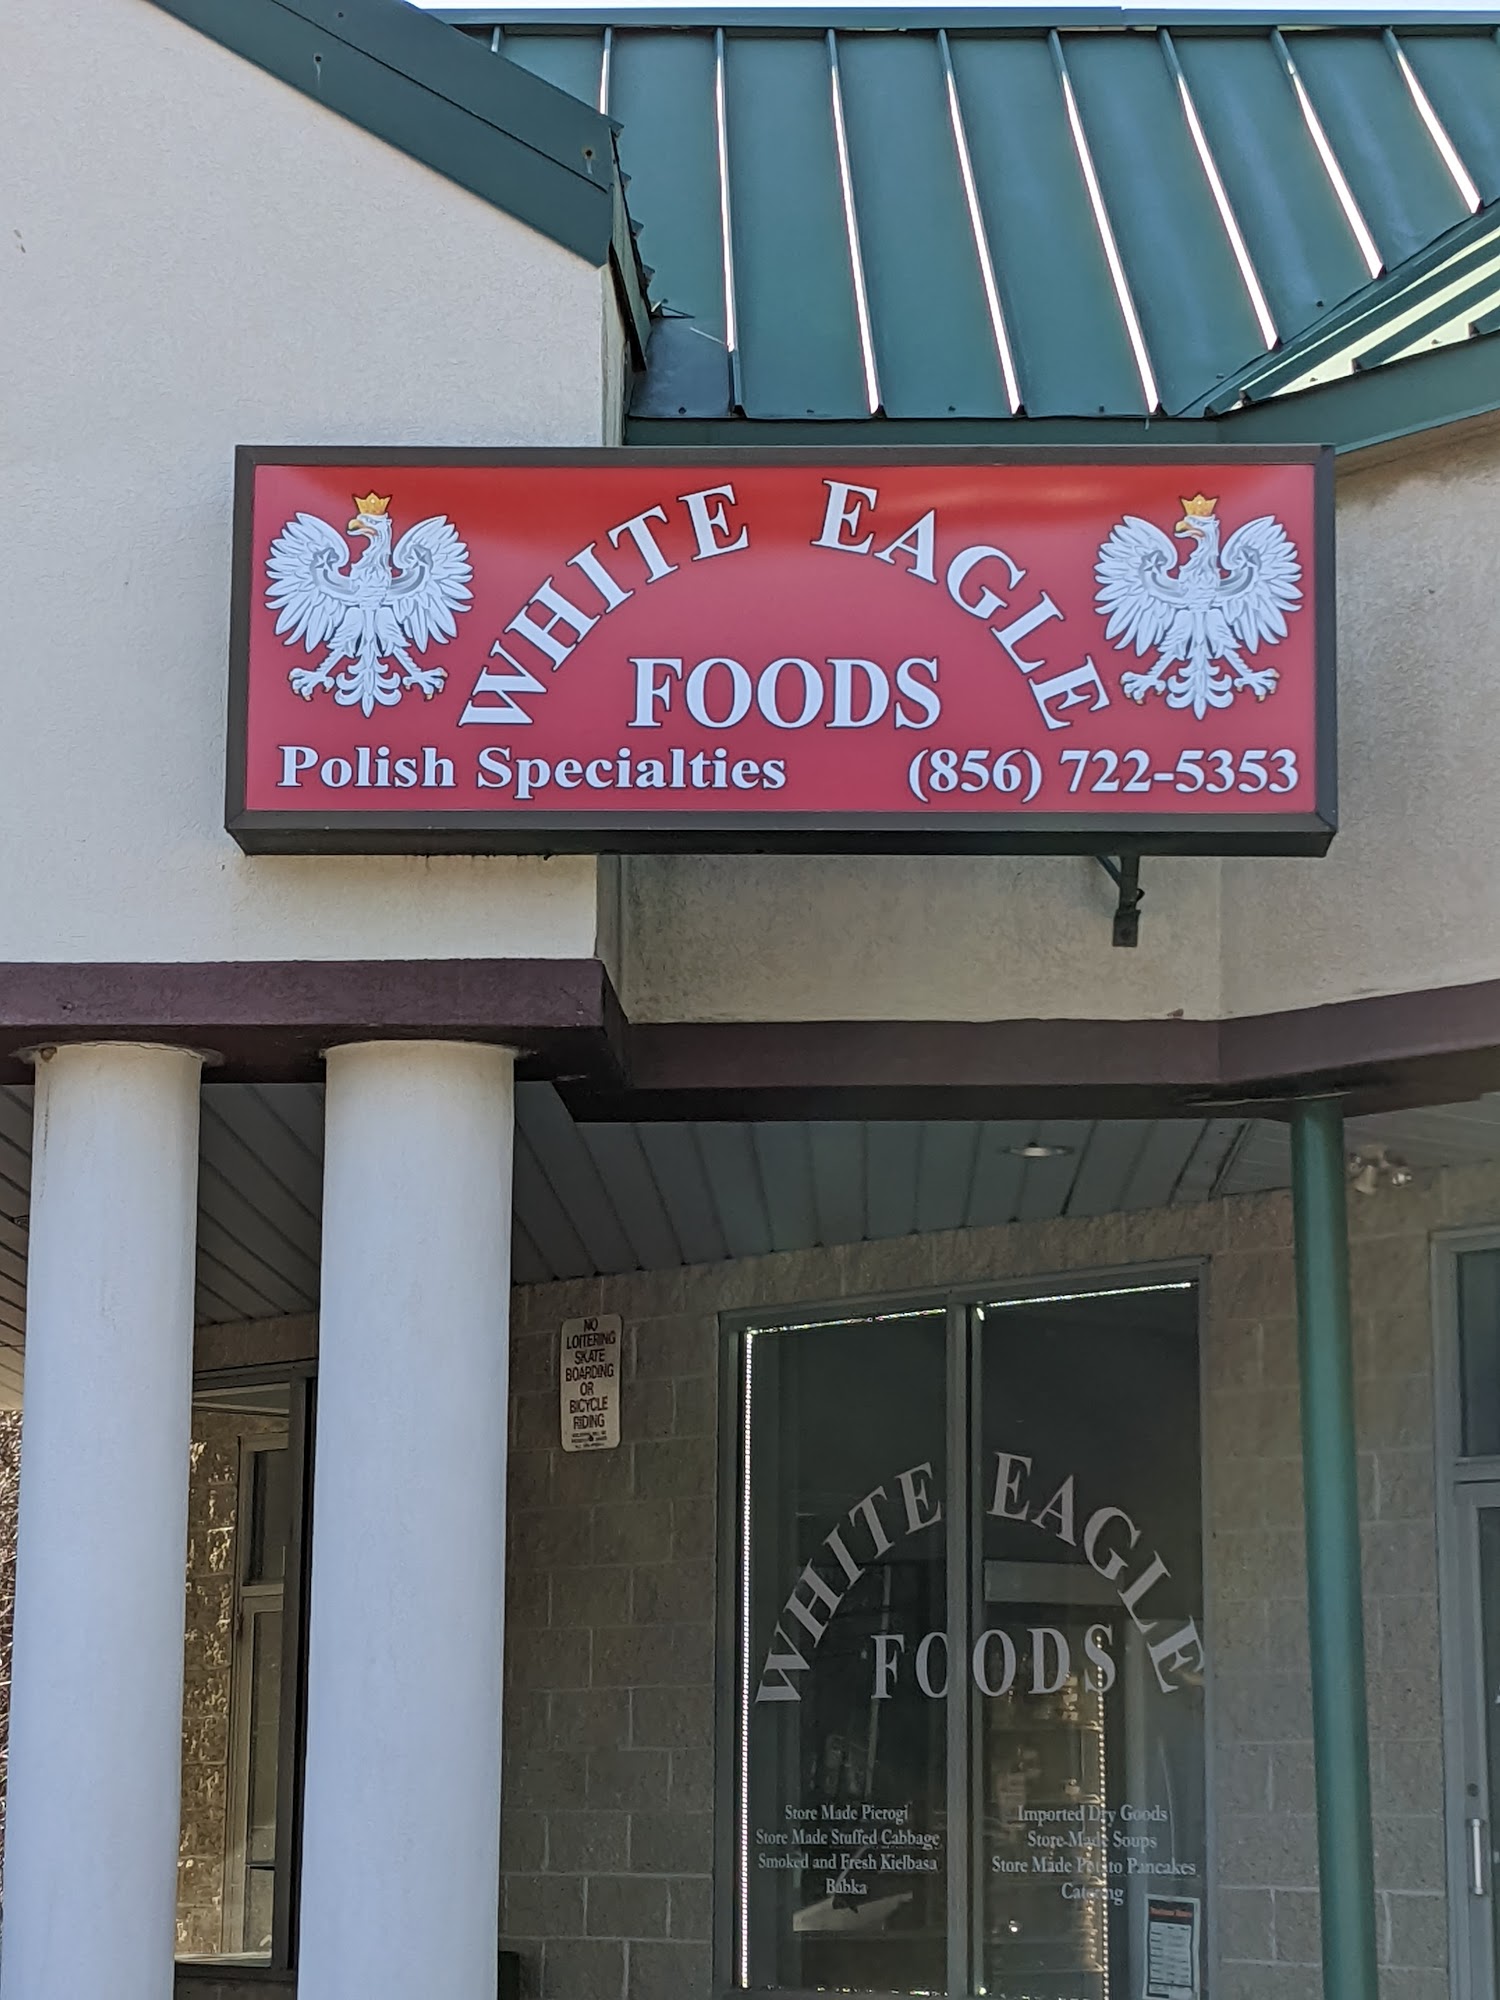 WHITE EAGLE
FOODS
Polish Specialties (856) 722-5353
NO
LOITERING
SKATE
BOARDING
OR
BICYCLE
RIDING
WHITE EAGLE
FOODS
Store Made Pierogi
Store Made Stuffed Cabbage
Smoked and Fresh Kielbasa
Babka
Imported Dry Goods
Store Made Soups
Store Made Potato Pancakes
Catering